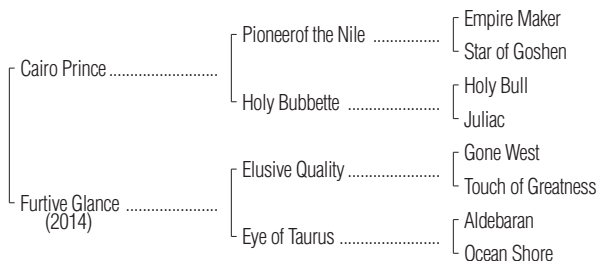 Empire Maker
Pioneerof the Nile ................
Star of Goshen
Cairo Prince ..........................
Holy Bull
Holy Bubbette ......................
Juliac
Gone West
Elusive Quality ......................
Touch of Greatness
Furtive Glance ......................
(2014)
Aldebaran
Eye of Taurus ........................
Ocean Shore